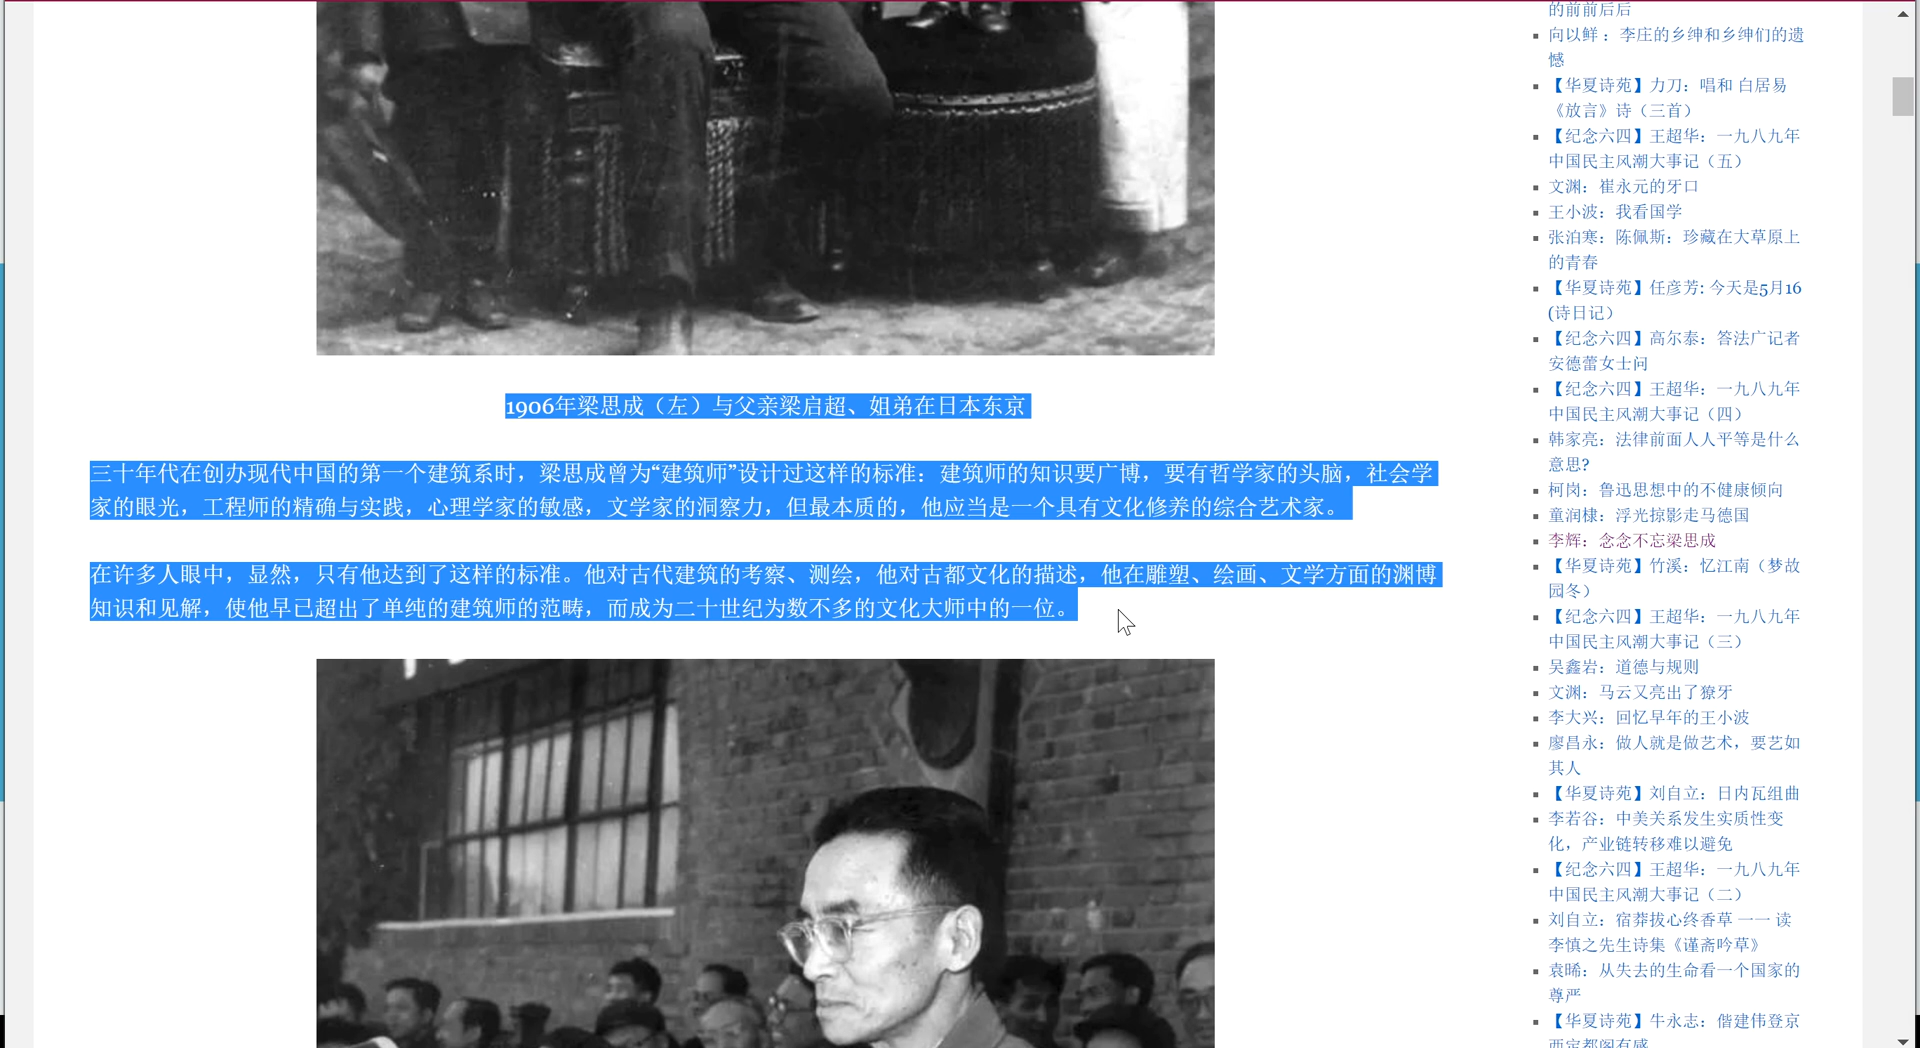 1906年梁思成（左）与父亲梁启超、姐弟在日本东京
三十年代在创办现代中国的第一个建筑系时，梁思成曾为“建筑师”设计过这样的标准：建筑师的知识要广博，要有哲学家的头脑，社会学
家的眼光，工程师的精确与实践，心理学家的敏感，文学家的洞察力，但最本质的，他应当是一个具有文化修养的综合艺术家。
在许多人眼中，显然，只有他达到了这样的标准。他对古代建筑的考察、测绘，他对古都文化的描述，他在雕塑、绘画、文学方面的渊博
知识和见解，使他早已超出了单纯的建筑师的范畴，而成为二十世纪为数不多的文化大师中的一位。
的前前后后
向以鲜：李庄的乡绅和乡绅们的遗
憾
【华夏诗苑】力刀：唱和 白居易
《放言》诗（三首）
【纪念六四】王超华：一九八九年
中国民主风潮大事记（五）
文渊：崔永元的牙口
王小波：我看国学
张泊寒：陈佩斯：珍藏在大草原上
的青春
【华夏诗苑】任彦芳: 今天是5月16
(诗日记）
【纪念六四】高尔泰：答法广记者
安德蕾女士问
【纪念六四】王超华：一九八九年
中国民主风潮大事记（四）
韩家亮：法律前面人人平等是什么
意思?
柯岗：鲁迅思想中的不健康倾向
童润棣：浮光掠影走马德国
李辉：念念不忘梁思成
【华夏诗苑】竹溪：忆江南（梦故
园冬）
【纪念六四】王超华：一九八九年
中国民主风潮大事记（三）
吴鑫岩：道德与规则
文渊：马云又亮出了獠牙
李大兴：回忆早年的王小波
廖昌永：做人就是做艺术，要艺如
其人
【华夏诗苑】刘自立：日内瓦组曲
李若谷：中美关系发生实质性变
化，产业链转移难以避免
【纪念六四】王超华：一九八九年
中国民主风潮大事记（二）
刘自立：宿莽拔心终香草 一一 读
李慎之先生诗集《谨斋吟草》
袁晞：从失去的生命看一个国家的
尊严
【华夏诗苑】牛永志：偕建伟登京
西定都阁有感